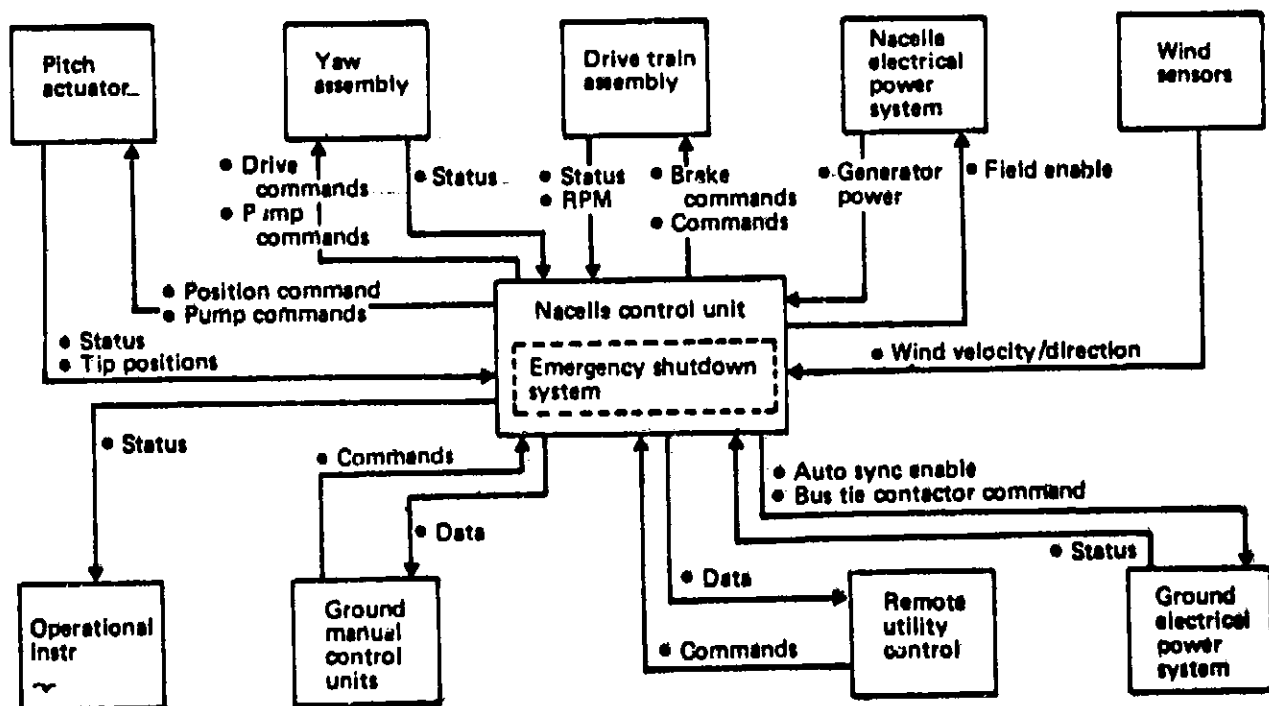 Pitch
actuator
Yaw
assembly
Drive train
assembly
Nacelle
electrical
power
system
Wind
sensors
• Drive
commands
• Pump
commands
• Status
• Status
• RPM
• Brake
commands
• Commands
• Generator
power
• Field enable
• Position command
• Pump commands
• Status
• Tip positions
Nacelle control unit
Emergency shutdown
system
• Wind velocity/direction
• Status
• Commands
• Data
• Auto sync enable
• Bus tie contactor command
• Status
• Data
• Commands
Operational
Instr
Ground
manual
control
units
Remote
utility
control
Ground
electrical
power
system